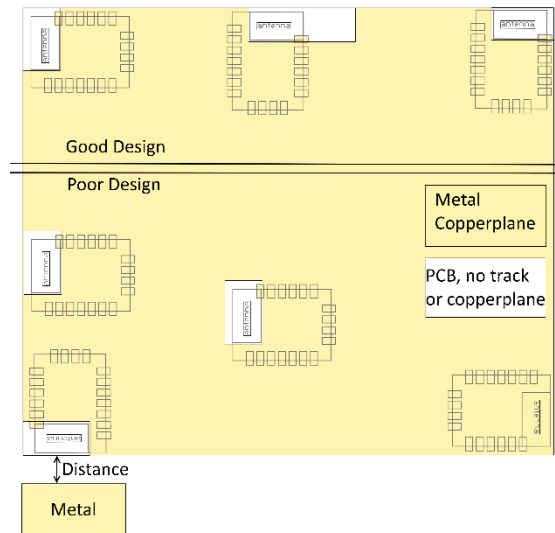 antenna
antenna
antenna
Good Design
Poor Design
Metal
Copperplane
PCB, no track
or copperplane
antenna
antenna
antenna
antenna
Distance
Metal